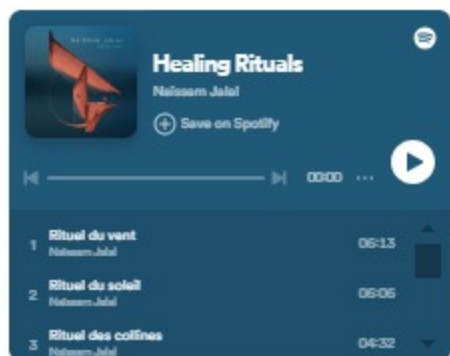 Healing Rituals
Naïssam Jalal
Save on Spotify
00:00
1 Rituel du vent 06:13
Naïssam Jalal
2 Rituel du soleil 06:06
Naïssam Jalal
3 Rituel des collines 04:32
Naïssam Jalal